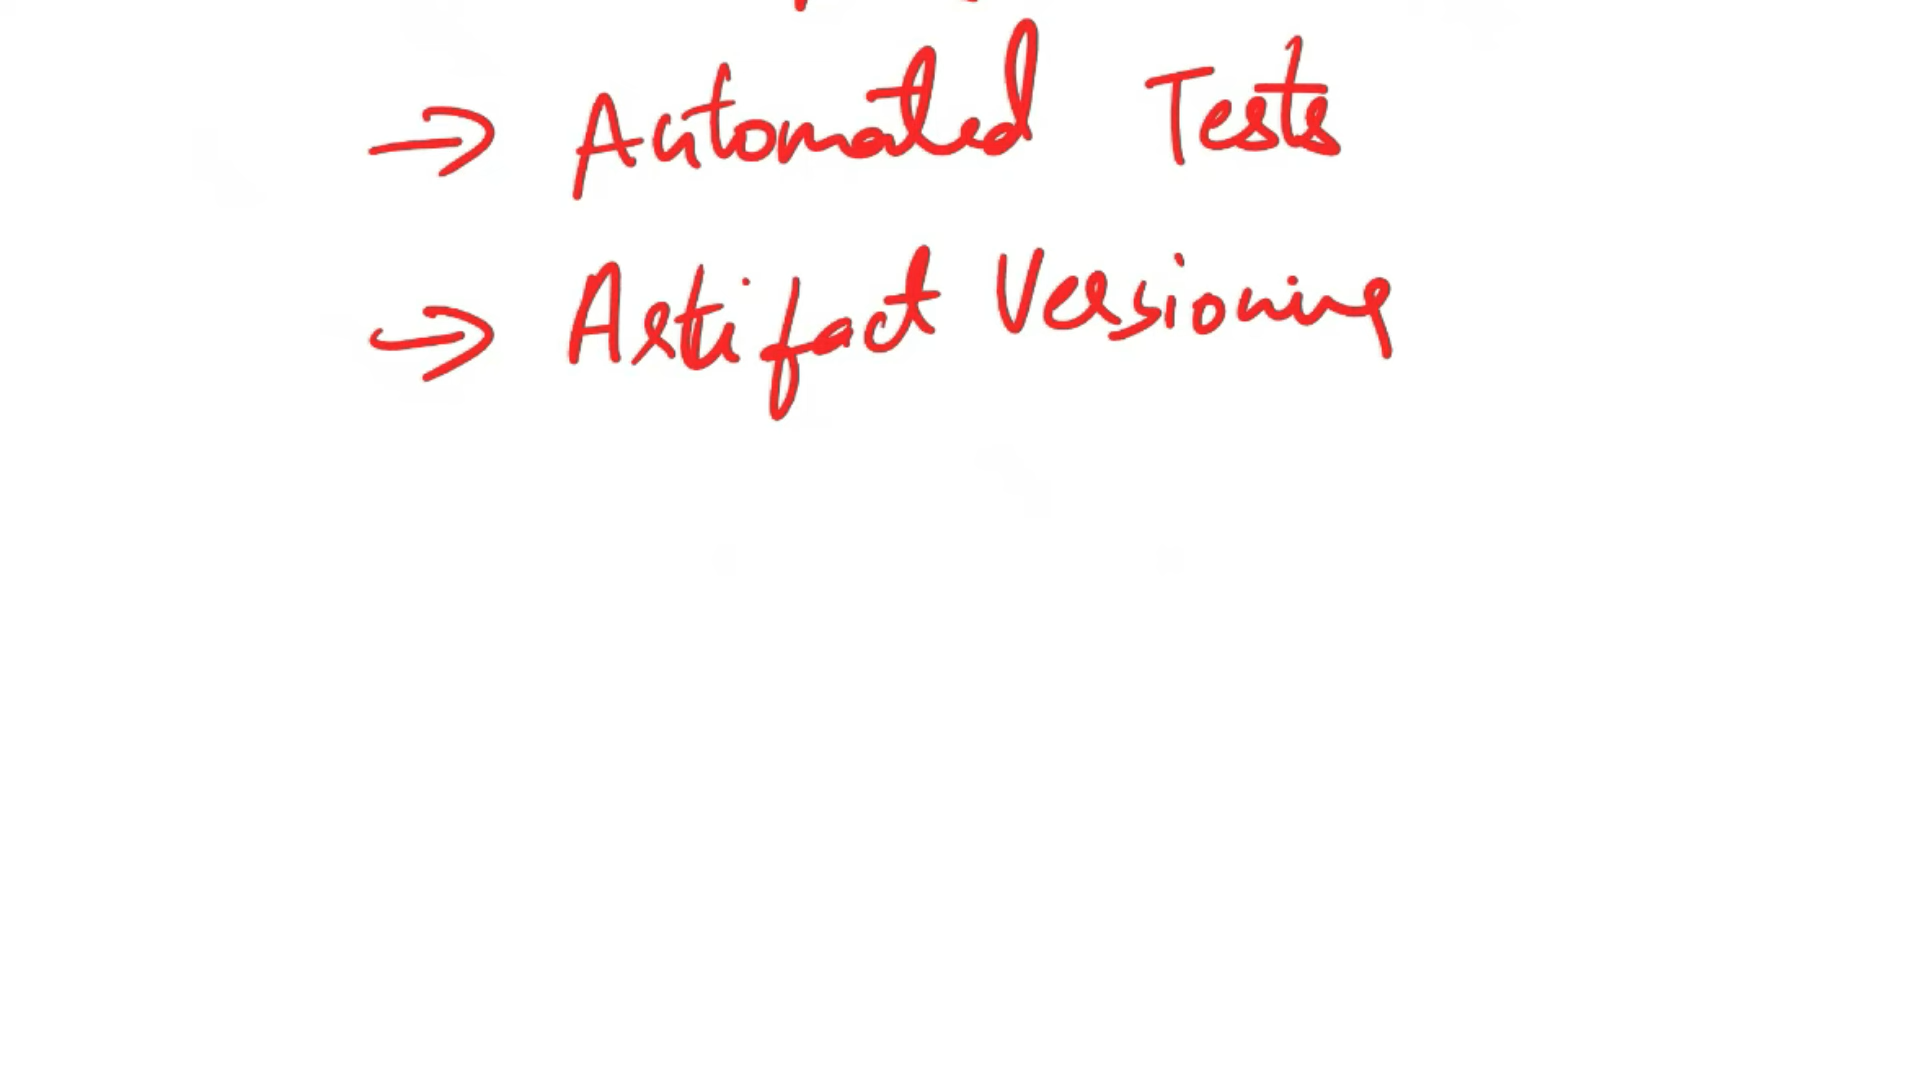 → Automated Tests
→ Artifact Versioning